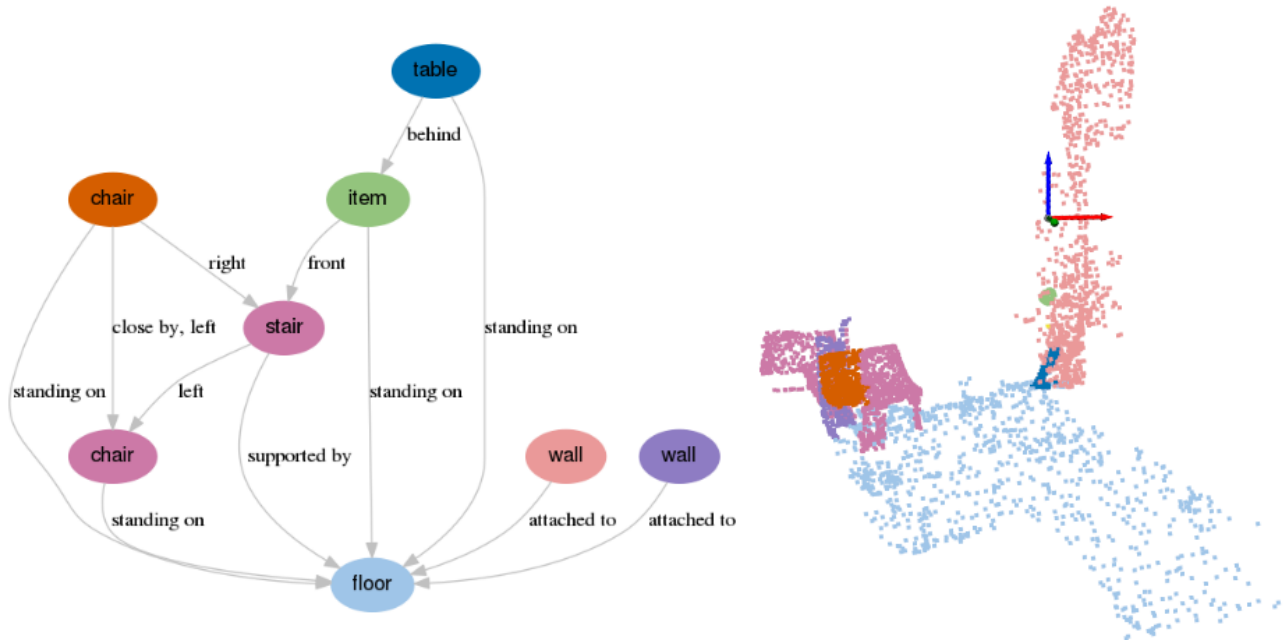 table
behind
chair
item
right
front
close by, left
stair
standing on
standing on
left
standing on
chair
supported by
wall
wall
standing on
attached to
attached to
floor